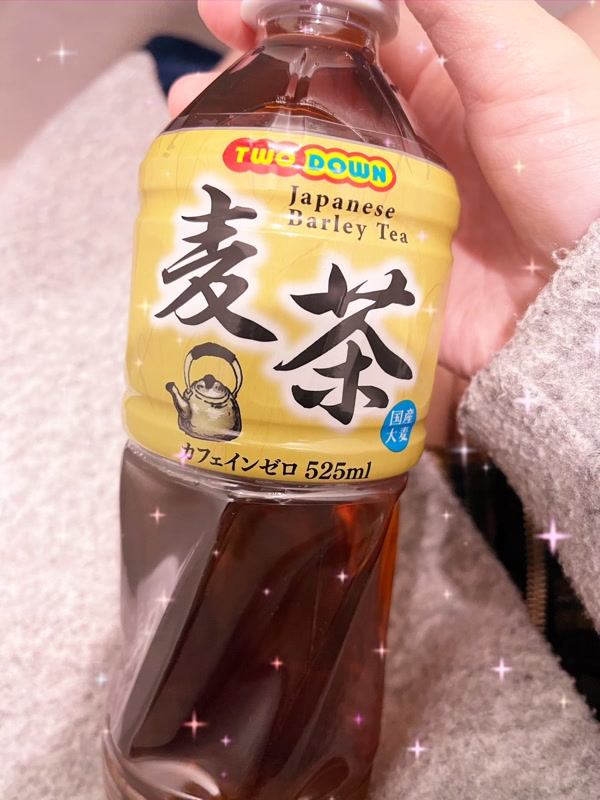 TWO DOWN
Japanese
Barley Tea
麦茶
国産
大麦
カフェインゼロ 525ml